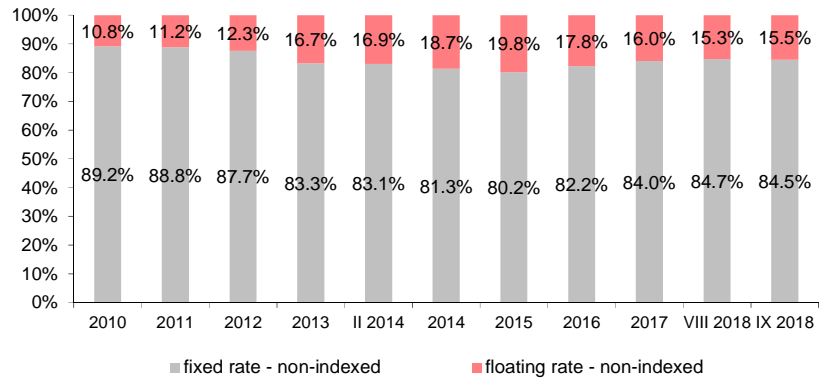 100%
90%
80%
70%
60%
50%
40%
30%
20%
10%
0%
10.8% 11.2% 12.3% 16.7% 16.9% 18.7% 19.8% 17.8% 16.0% 15.3% 15.5%
89.2% 88.8% 87.7% 83.3% 83.1% 81.3% 80.2% 82.2% 84.0% 84.7% 84.5%
2010 2011 2012 2013 II 2014 2014 2015 2016 2017 VIII 2018 IX 2018
fixed rate - non-indexed floating rate - non-indexed